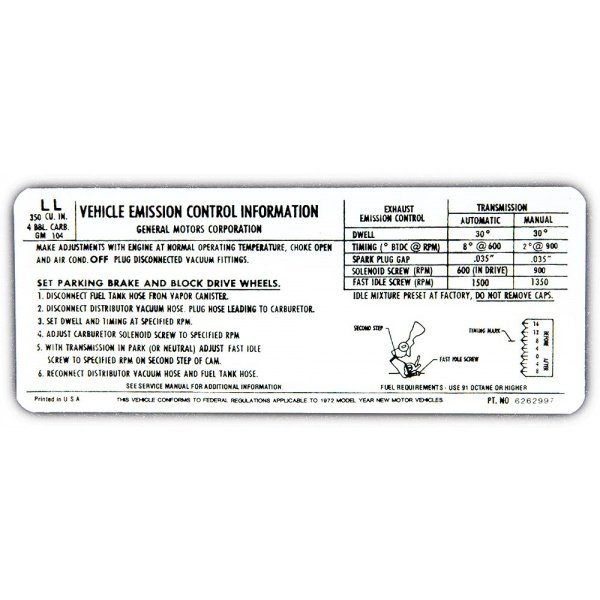 LL
350 CU. IN.
4 BBL. CARB.
GM 104
VEHICLE EMISSION CONTROL INFORMATION
GENERAL MOTORS CORPORATION
MAKE ADJUSTMENTS WITH ENGINE AT NORMAL OPERATING TEMPERATURE, CHOKE OPEN
AND AIR COND. OFF PLUG DISCONNECTED VACUUM FITTINGS.
SET PARKING BRAKE AND BLOCK DRIVE WHEELS.
1. DISCONNECT FUEL TANK HOSE FROM VAPOR CANISTER.
2. DISCONNECT DISTRIBUTOR VACUUM HOSE. PLUG HOSE LEADING TO CARBURETOR.
3. SET DWELL AND TIMING AT SPECIFIED RPM.
4. ADJUST CARBURETOR SOLENOID SCREW TO SPECIFIED RPM
5. WITH TRANSMISSION IN PARK (OR NEUTRAL) ADJUST FAST IDLE
SCREW TO SPECIFIED RPM ON SECOND STEP OF CAM.
6. RECONNECT DISTRIBUTOR VACUUM HOSE AND FUEL TANK HOSE.
SEE SERVICE MANUAL FOR ADDITIONAL INFORMATION
EXHAUST EMISSION CONTROL
TRANSMISSION
AUTOMATIC MANUAL
DWELL 30° 30°
TIMING (° BTDC @ RPM) 8° @ 600 2° @ 900
SPARK PLUG GAP .035" .035"
SOLENOID SCREW (RPM) 600 (IN DRIVE) 900
FAST IDLE SCREW (RPM) 1500 1350
IDLE MIXTURE PRESET AT FACTORY, DO NOT REMOVE CAPS.
SECOND STEP
FAST IDLE SCREW
TIMING MARK
16
12
8
4
0
4
8
BEFORE
AFTER
FUEL REQUIREMENTS - USE 91 OCTANE OR HIGHER
Printed in U S A
THIS VEHICLE CONFORMS TO FEDERAL REGULATIONS APPLICABLE TO 1972 MODEL YEAR NEW MOTOR VEHICLES
PT. NO 6262997